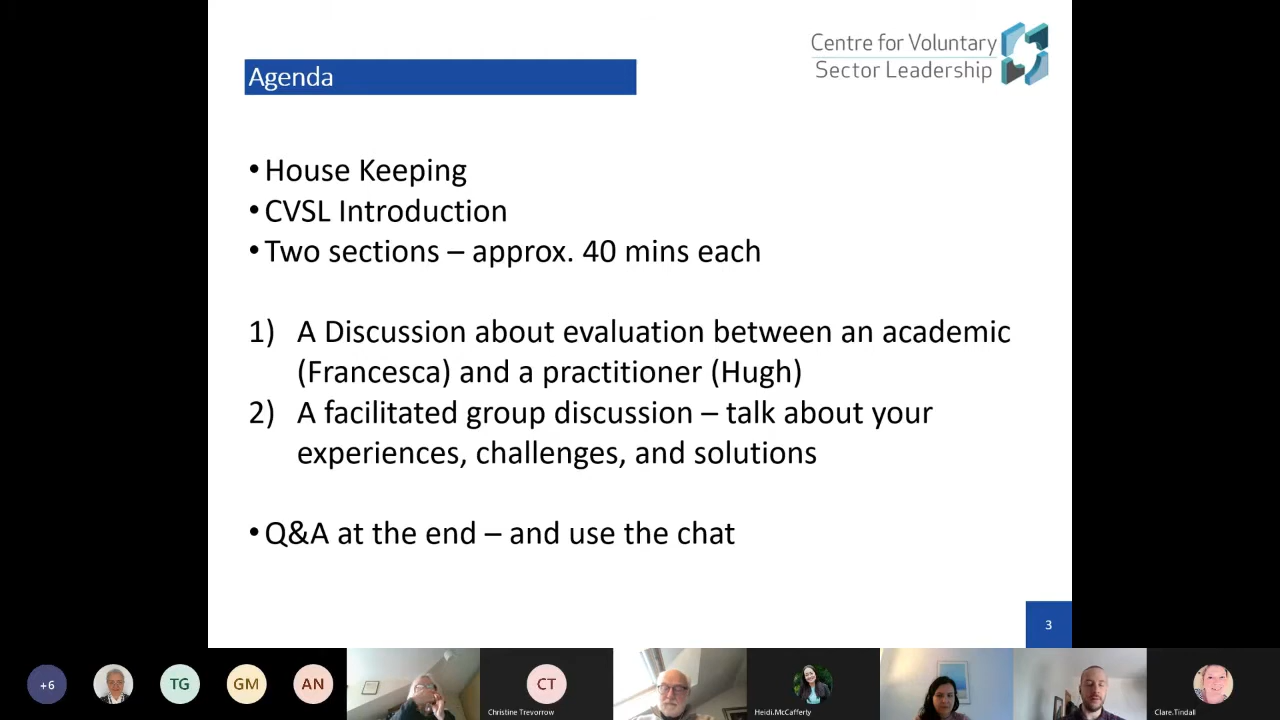 Centre for Voluntary
Sector Leadership
Agenda
• House Keeping
• CVSL Introduction
• Two sections – approx. 40 mins each
1) A Discussion about evaluation between an academic
(Francesca) and a practitioner (Hugh)
2) A facilitated group discussion – talk about your
experiences, challenges, and solutions
• Q&A at the end – and use the chat
3
+6
TG
GM
AN
CT
Christine Trevorrow
Heidi.McCafferty
Clare.Tindall